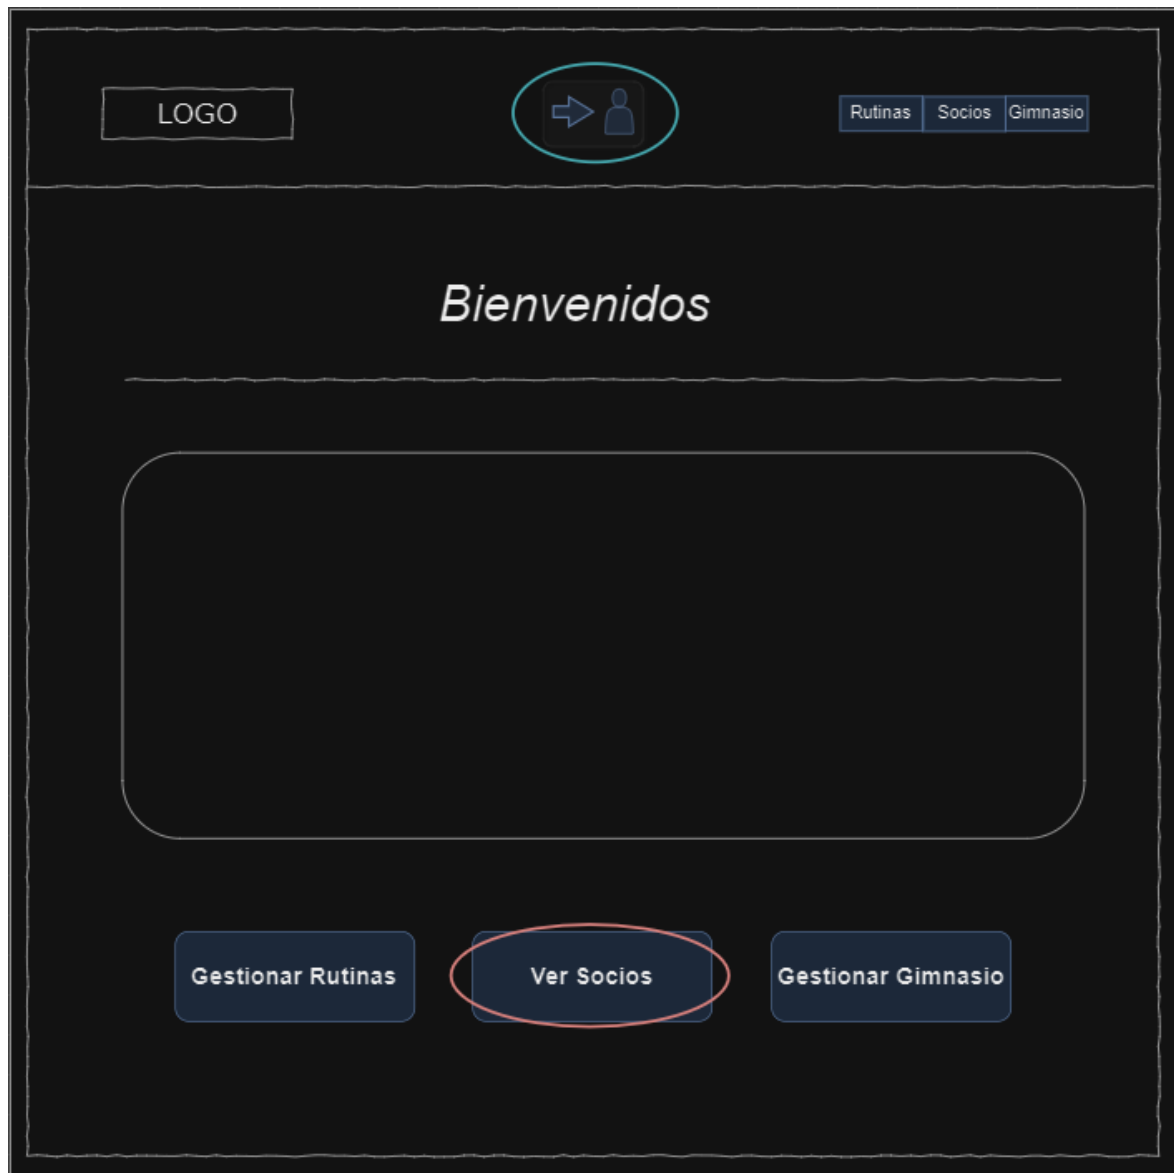 LOGO
Rutinas Socios Gimnasio
Bienvenidos
Gestionar Rutinas
Ver Socios
Gestionar Gimnasio